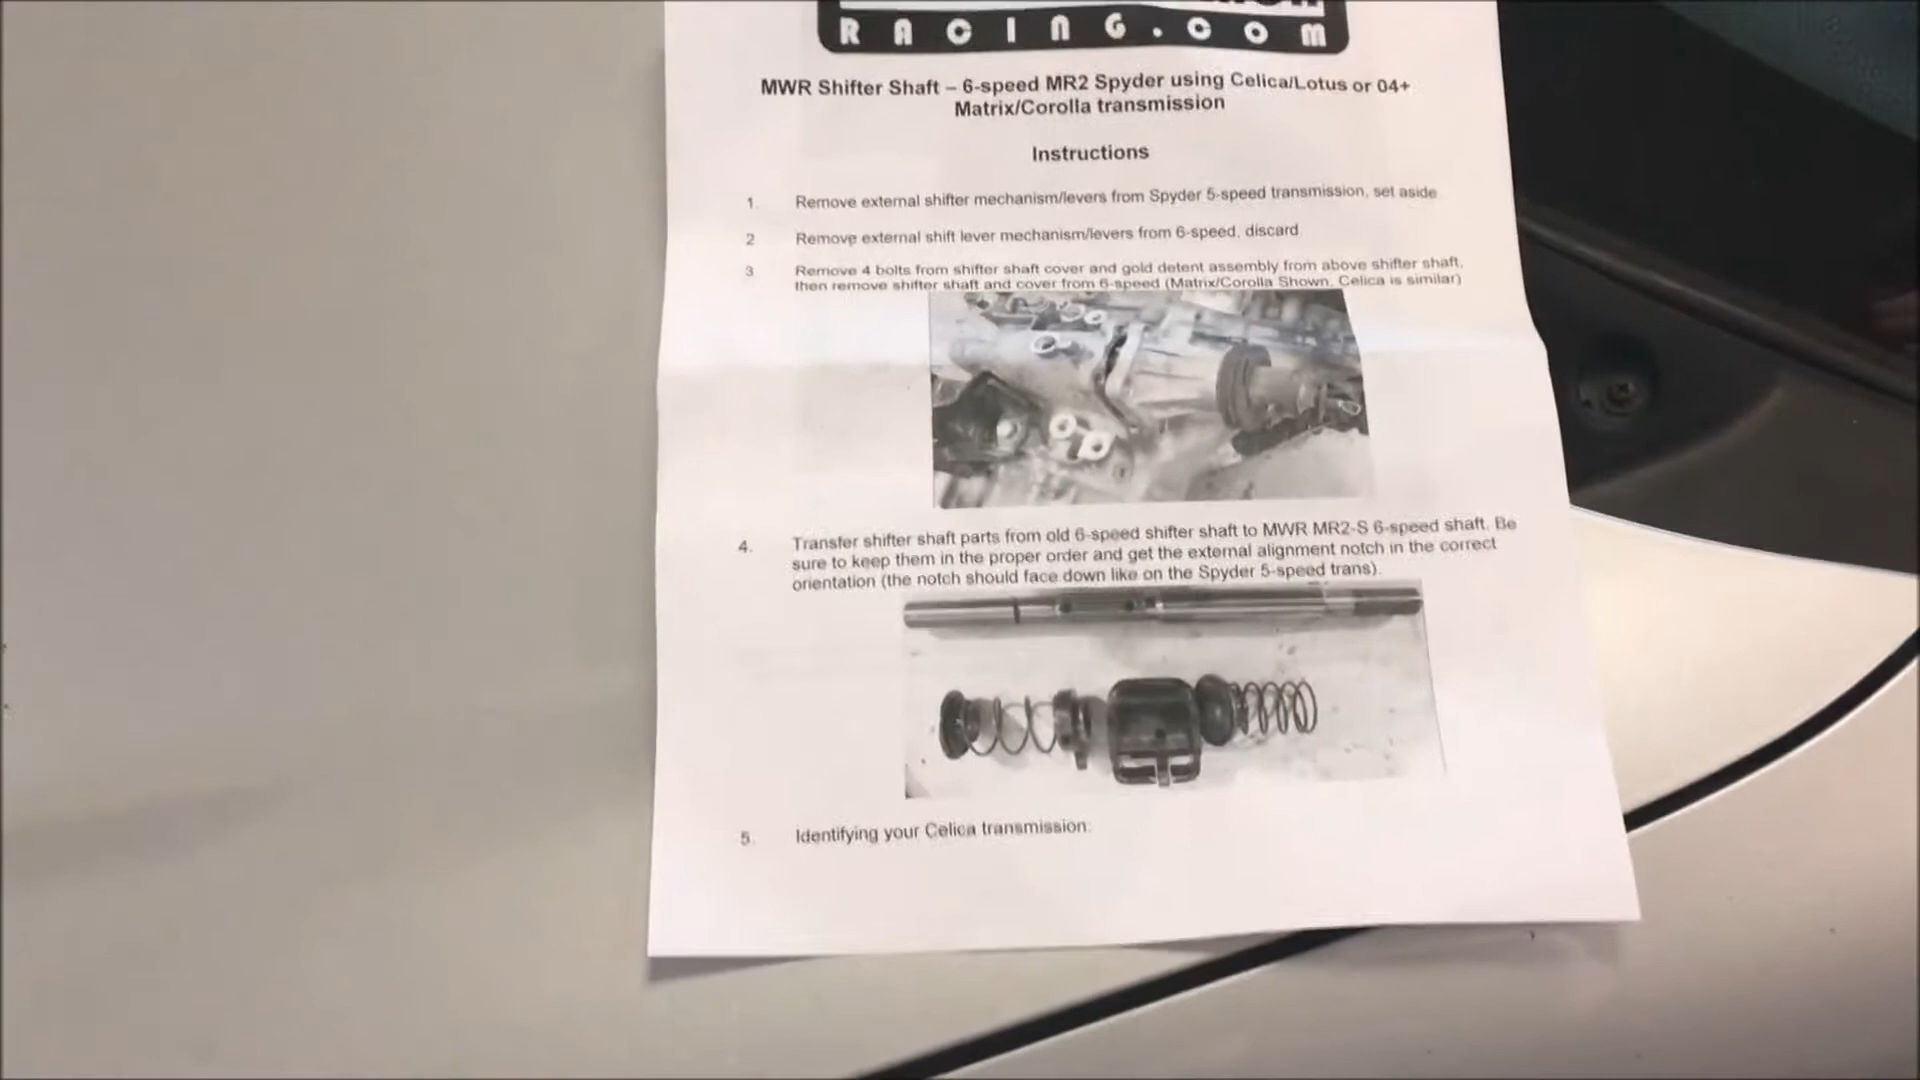 RACING.COM
MWR Shifter Shaft – 6-speed MR2 Spyder using Celica/Lotus or 04+
Matrix/Corolla transmission
Instructions
1. Remove external shifter mechanism/levers from Spyder 5-speed transmission, set aside
2 Remove external shift lever mechanism/levers from 6-speed, discard
3 Remove 4 bolts from shifter shaft cover and gold detent assembly from above shifter shaft,
then remove shifter shaft and cover from 6-speed (Matrix/Corolla Shown, Celica is similar)
4. Transfer shifter shaft parts from old 6-speed shifter shaft to MWR MR2-S 6-speed shaft. Be
sure to keep them in the proper order and get the external alignment notch in the correct
orientation (the notch should face down like on the Spyder 5-speed trans).
5. Identifying your Celica transmission: